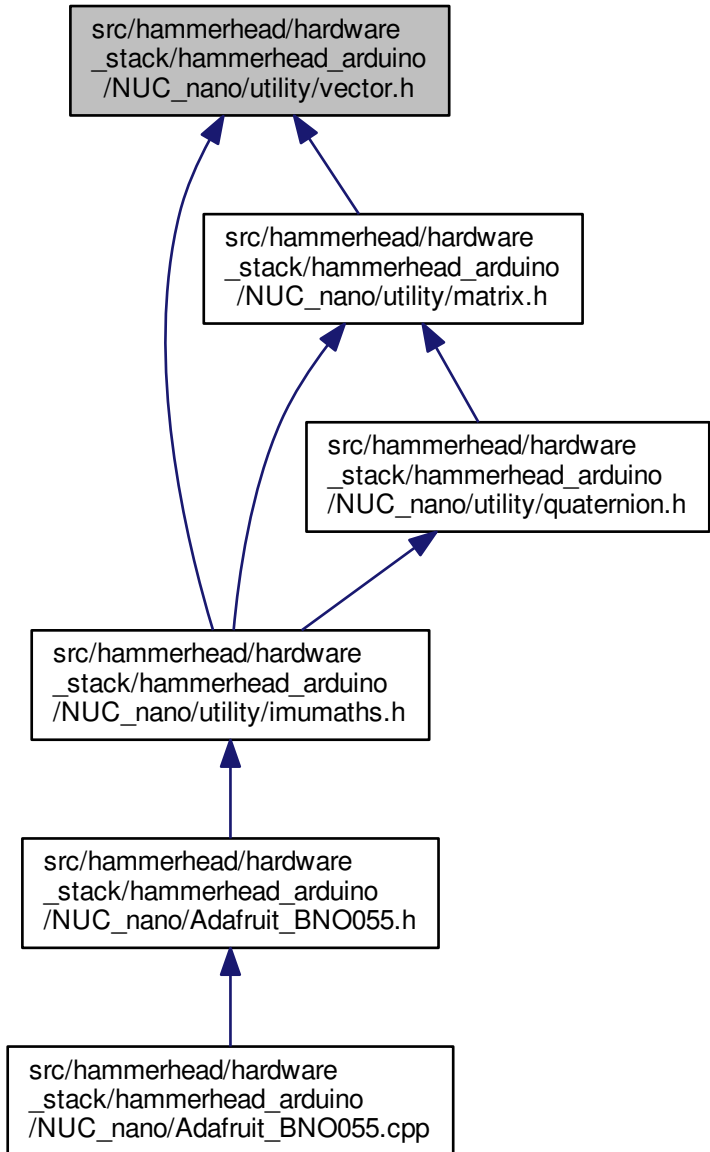 src/hammerhead/hardware
_stack/hammerhead_arduino
/NUC_nano/utility/vector.h
src/hammerhead/hardware
_stack/hammerhead_arduino
/NUC_nano/utility/matrix.h
src/hammerhead/hardware
_stack/hammerhead_arduino
/NUC_nano/utility/quaternion.h
src/hammerhead/hardware
_stack/hammerhead_arduino
/NUC_nano/utility/imumaths.h
src/hammerhead/hardware
_stack/hammerhead_arduino
/NUC_nano/Adafruit_BNO055.h
src/hammerhead/hardware
_stack/hammerhead_arduino
/NUC_nano/Adafruit_BNO055.cpp